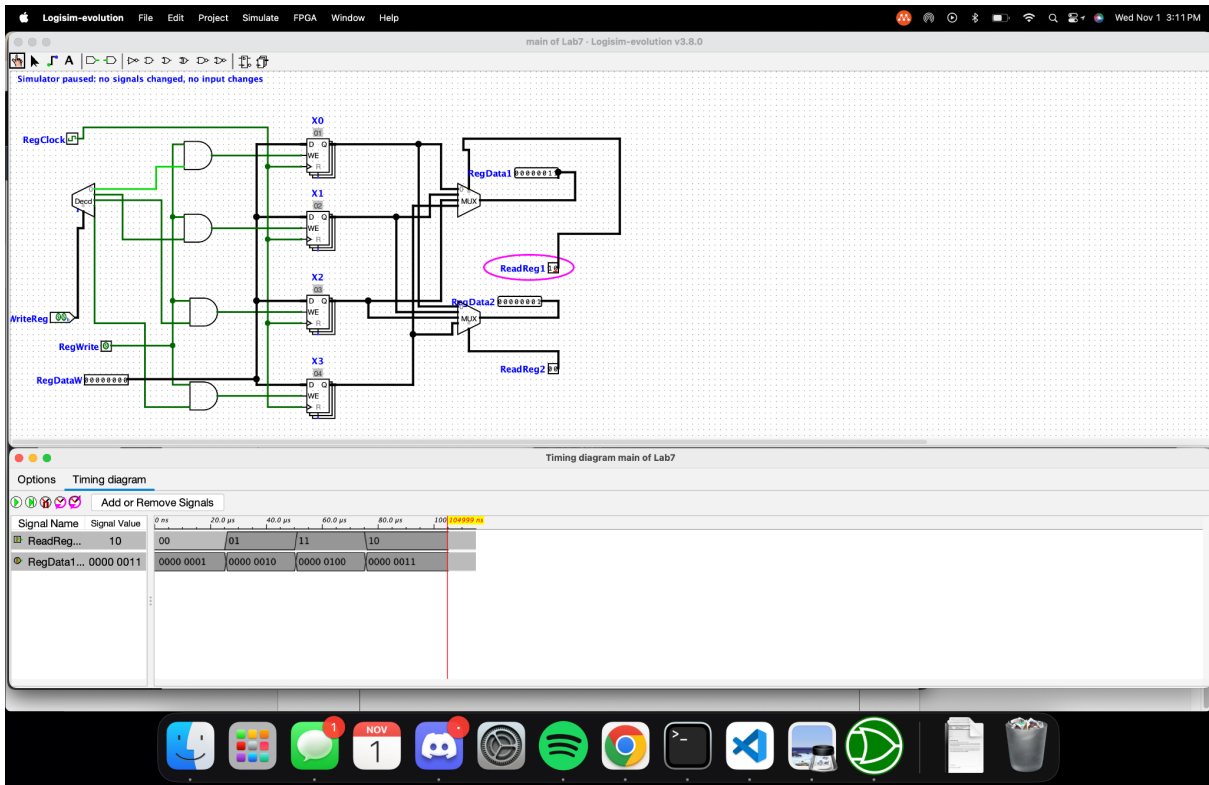 Logisim-evolution File Edit Project Simulate FPGA Window Help Wed Nov 1 3:11 PM
main of Lab7 - Logisim-evolution v3.8.0
A
Simulator paused: no signals changed, no input changes
RegClock
X0
01
D Q
WE
R
RegData1 00000011
Decd
0
MUX
X1
02
D Q
WE
R
ReadReg1 10
X2
03
D Q
WE
R
RegData2 00000001
MUX
WriteReg 00
RegWrite 0
X3
04
RegDataW 00000000
D Q
WE
R
ReadReg2 00
Timing diagram main of Lab7
Options Timing diagram
Add or Remove Signals
Signal Name Signal Value 0 ns 20.0 µs 40.0 µs 60.0 µs 80.0 µs 100 104999 ns
ReadReg... 10 00 01 11 10
RegData1... 0000 0011 0000 0001 0000 0010 0000 0100 0000 0011
1
NOV
1
>_